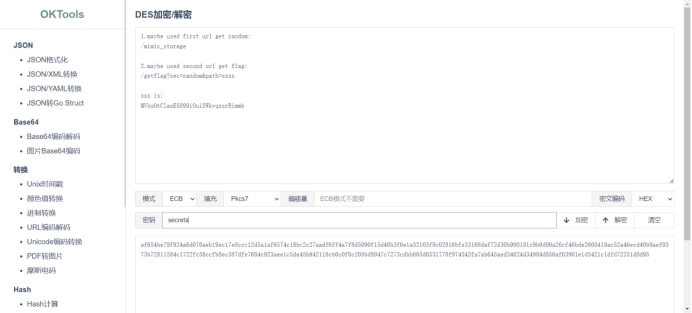 OKTools
JSON
JSON格式化
JSON/XML转换
JSON/YAML转换
JSON转Go Struct
Base64
Base64编码解码
图片Base64编码
转换
Unix时间戳
颜色值转换
进制转换
URL编码解码
Unicode编码转换
PDF转图片
摩斯电码
Hash
Hash计算
DES加密/解密
1.maybe used first url get random:
/mimic_storage
2.maybe used second url get flag:
/getflag?sec=random&path=xxxx
xxx is:
模式 ECB 填充 Pkcs7 偏移量 ECB模式不需要 密文编码 HEX
密钥 secrets 加密 解密 清空